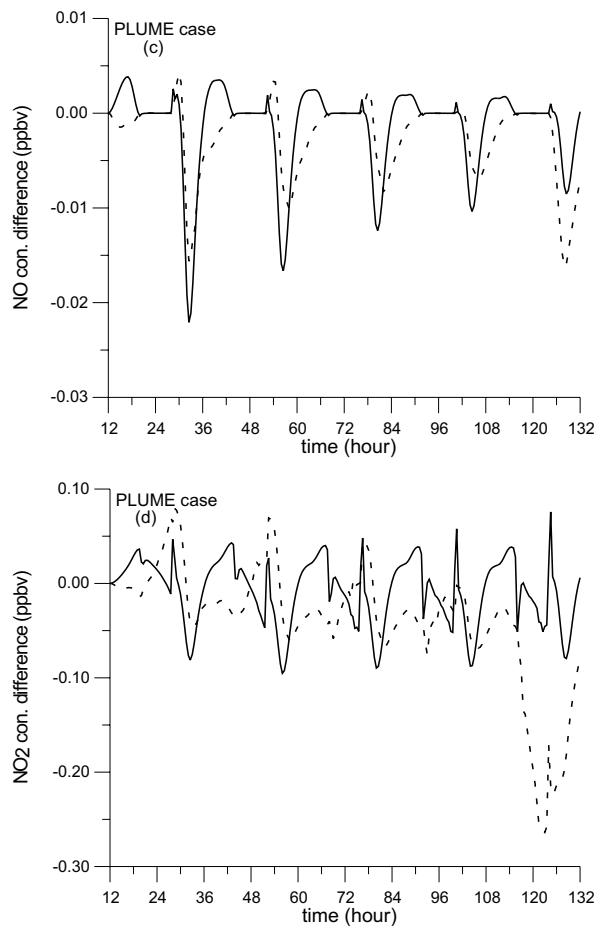 0.01
PLUME case
(c)
0.00
-0.01
-0.02
-0.03
NO con. difference (ppbv)
12 24 36 48 60 72 84 96 108 120 132
time (hour)
0.10
PLUME case
(d)
0.00
-0.10
-0.20
-0.30
NO2 con. difference (ppbv)
12 24 36 48 60 72 84 96 108 120 132
time (hour)